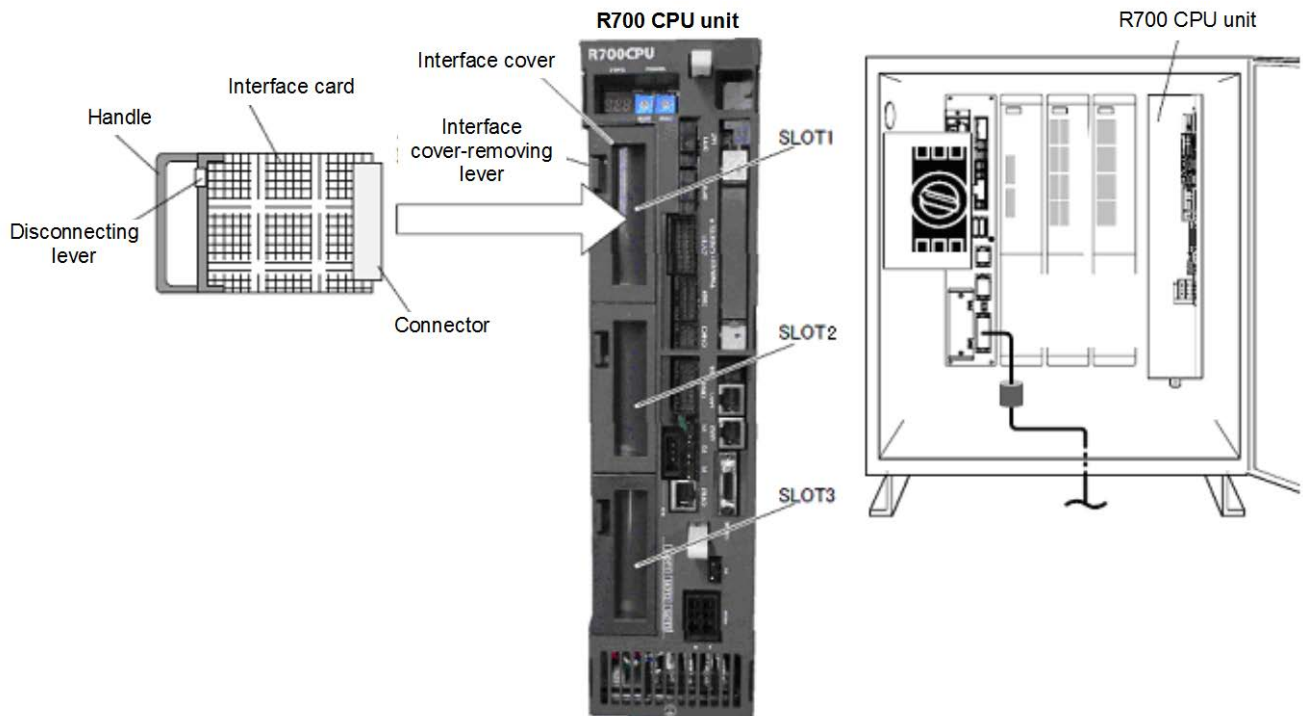 R700 CPU unit
R700 CPU unit
R700CPU
Interface cover
Interface card
Handle
Interface
cover-removing
lever
SLOT1
Disconnecting
lever
Connector
SLOT2
SLOT3